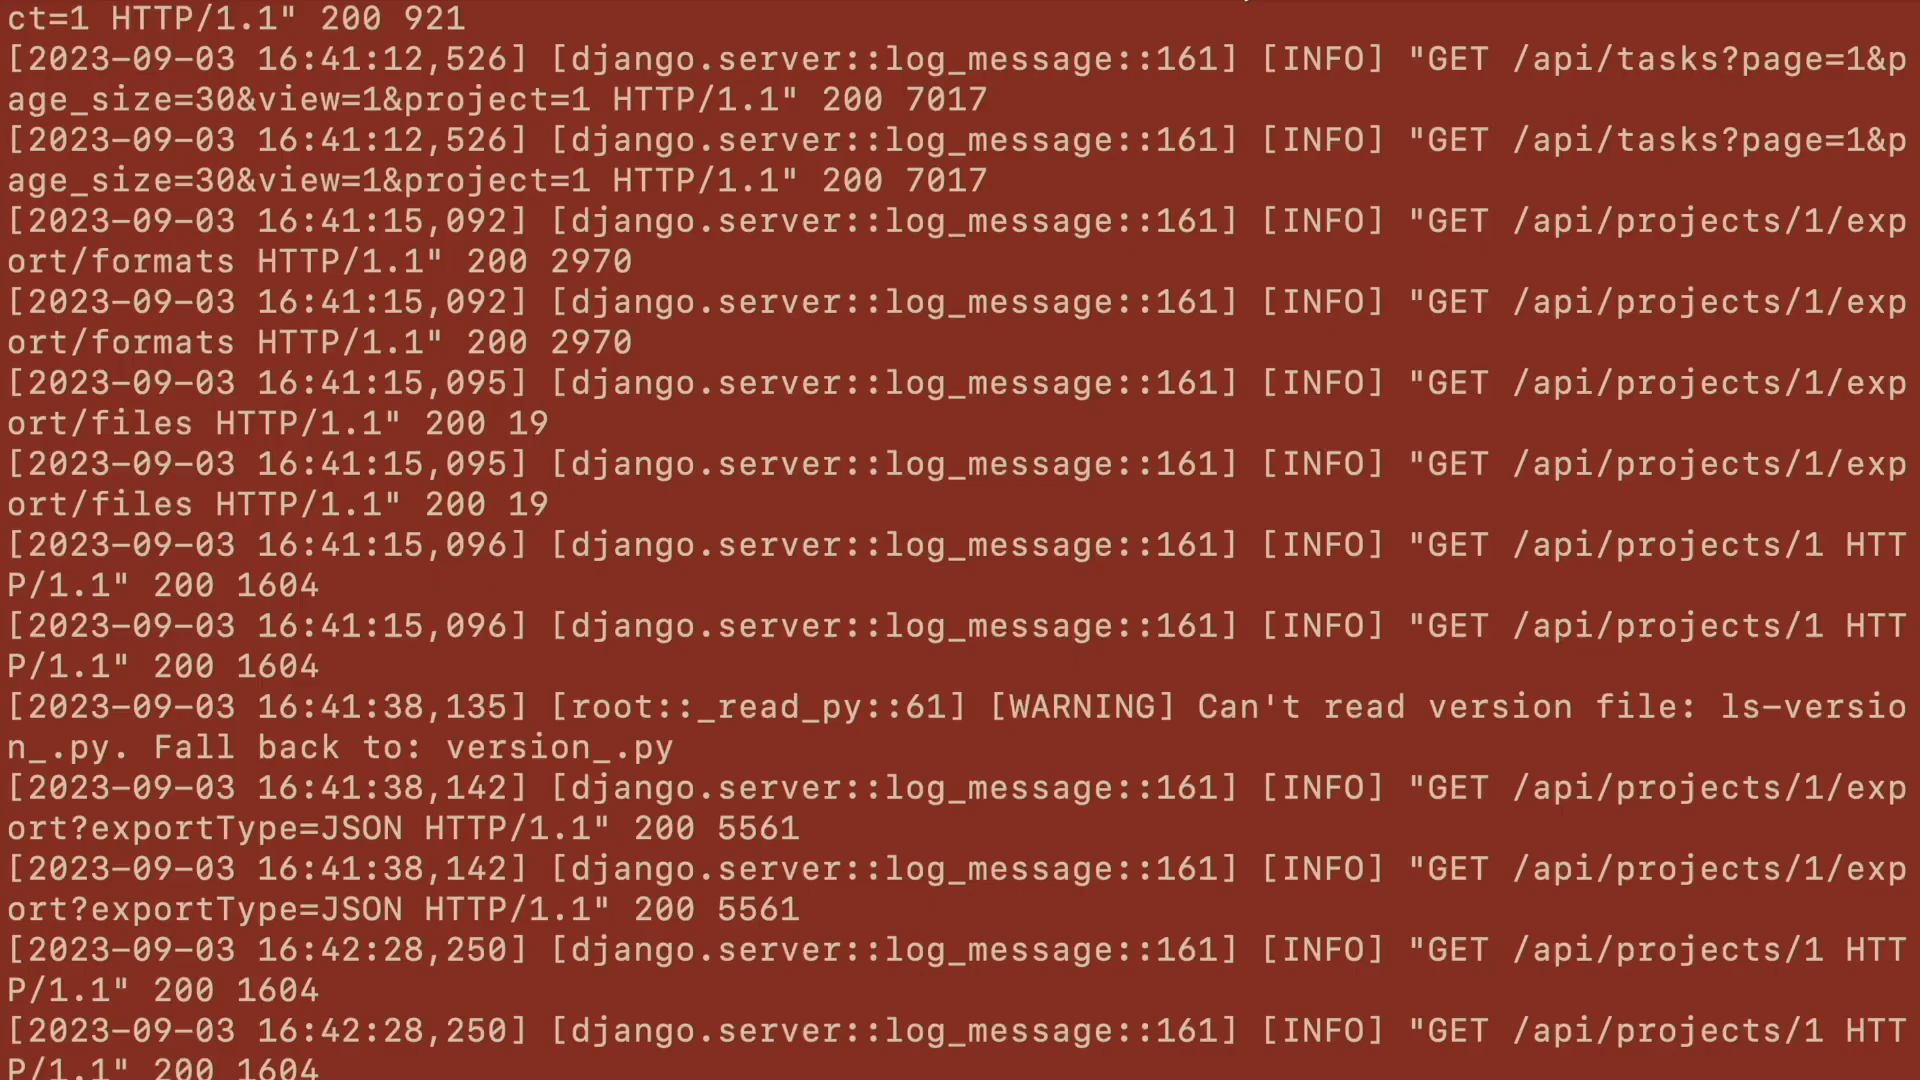 ct=1 HTTP/1.1" 200 921
[2023-09-03 16:41:12,526] [django.server::log_message::161] [INFO] "GET /api/tasks?page=1&p
age_size=30&view=1&project=1 HTTP/1.1" 200 7017
[2023-09-03 16:41:12,526] [django.server::log_message::161] [INFO] "GET /api/tasks?page=1&p
age_size=30&view=1&project=1 HTTP/1.1" 200 7017
[2023-09-03 16:41:15,092] [django.server::log_message::161] [INFO] "GET /api/projects/1/exp
ort/formats HTTP/1.1" 200 2970
[2023-09-03 16:41:15,092] [django.server::log_message::161] [INFO] "GET /api/projects/1/exp
ort/formats HTTP/1.1" 200 2970
[2023-09-03 16:41:15,095] [django.server::log_message::161] [INFO] "GET /api/projects/1/exp
ort/files HTTP/1.1" 200 19
[2023-09-03 16:41:15,095] [django.server::log_message::161] [INFO] "GET /api/projects/1/exp
ort/files HTTP/1.1" 200 19
[2023-09-03 16:41:15,096] [django.server::log_message::161] [INFO] "GET /api/projects/1 HTT
P/1.1" 200 1604
[2023-09-03 16:41:15,096] [django.server::log_message::161] [INFO] "GET /api/projects/1 HTT
P/1.1" 200 1604
[2023-09-03 16:41:38,135] [root::_read_py::61] [WARNING] Can't read version file: ls-versio
n_.py. Fall back to: version_.py
[2023-09-03 16:41:38,142] [django.server::log_message::161] [INFO] "GET /api/projects/1/exp
ort?exportType=JSON HTTP/1.1" 200 5561
[2023-09-03 16:41:38,142] [django.server::log_message::161] [INFO] "GET /api/projects/1/exp
ort?exportType=JSON HTTP/1.1" 200 5561
[2023-09-03 16:42:28,250] [django.server::log_message::161] [INFO] "GET /api/projects/1 HTT
P/1.1" 200 1604
[2023-09-03 16:42:28,250] [django.server::log_message::161] [INFO] "GET /api/projects/1 HTT
P/1.1" 200 1604